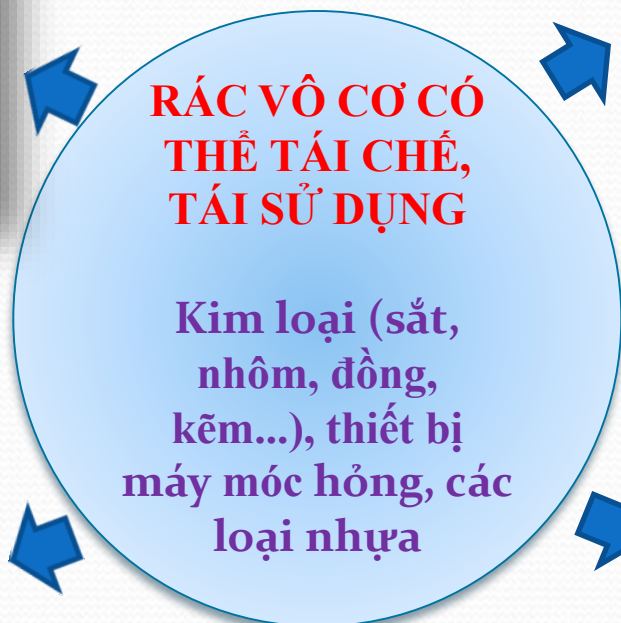 RÁC VÔ CƠ CÓ
THỂ TÁI CHẾ,
TÁI SỬ DỤNG
Kim loại (sắt,
nhôm, đồng,
kẽm...), thiết bị
máy móc hỏng, các
loại nhựa